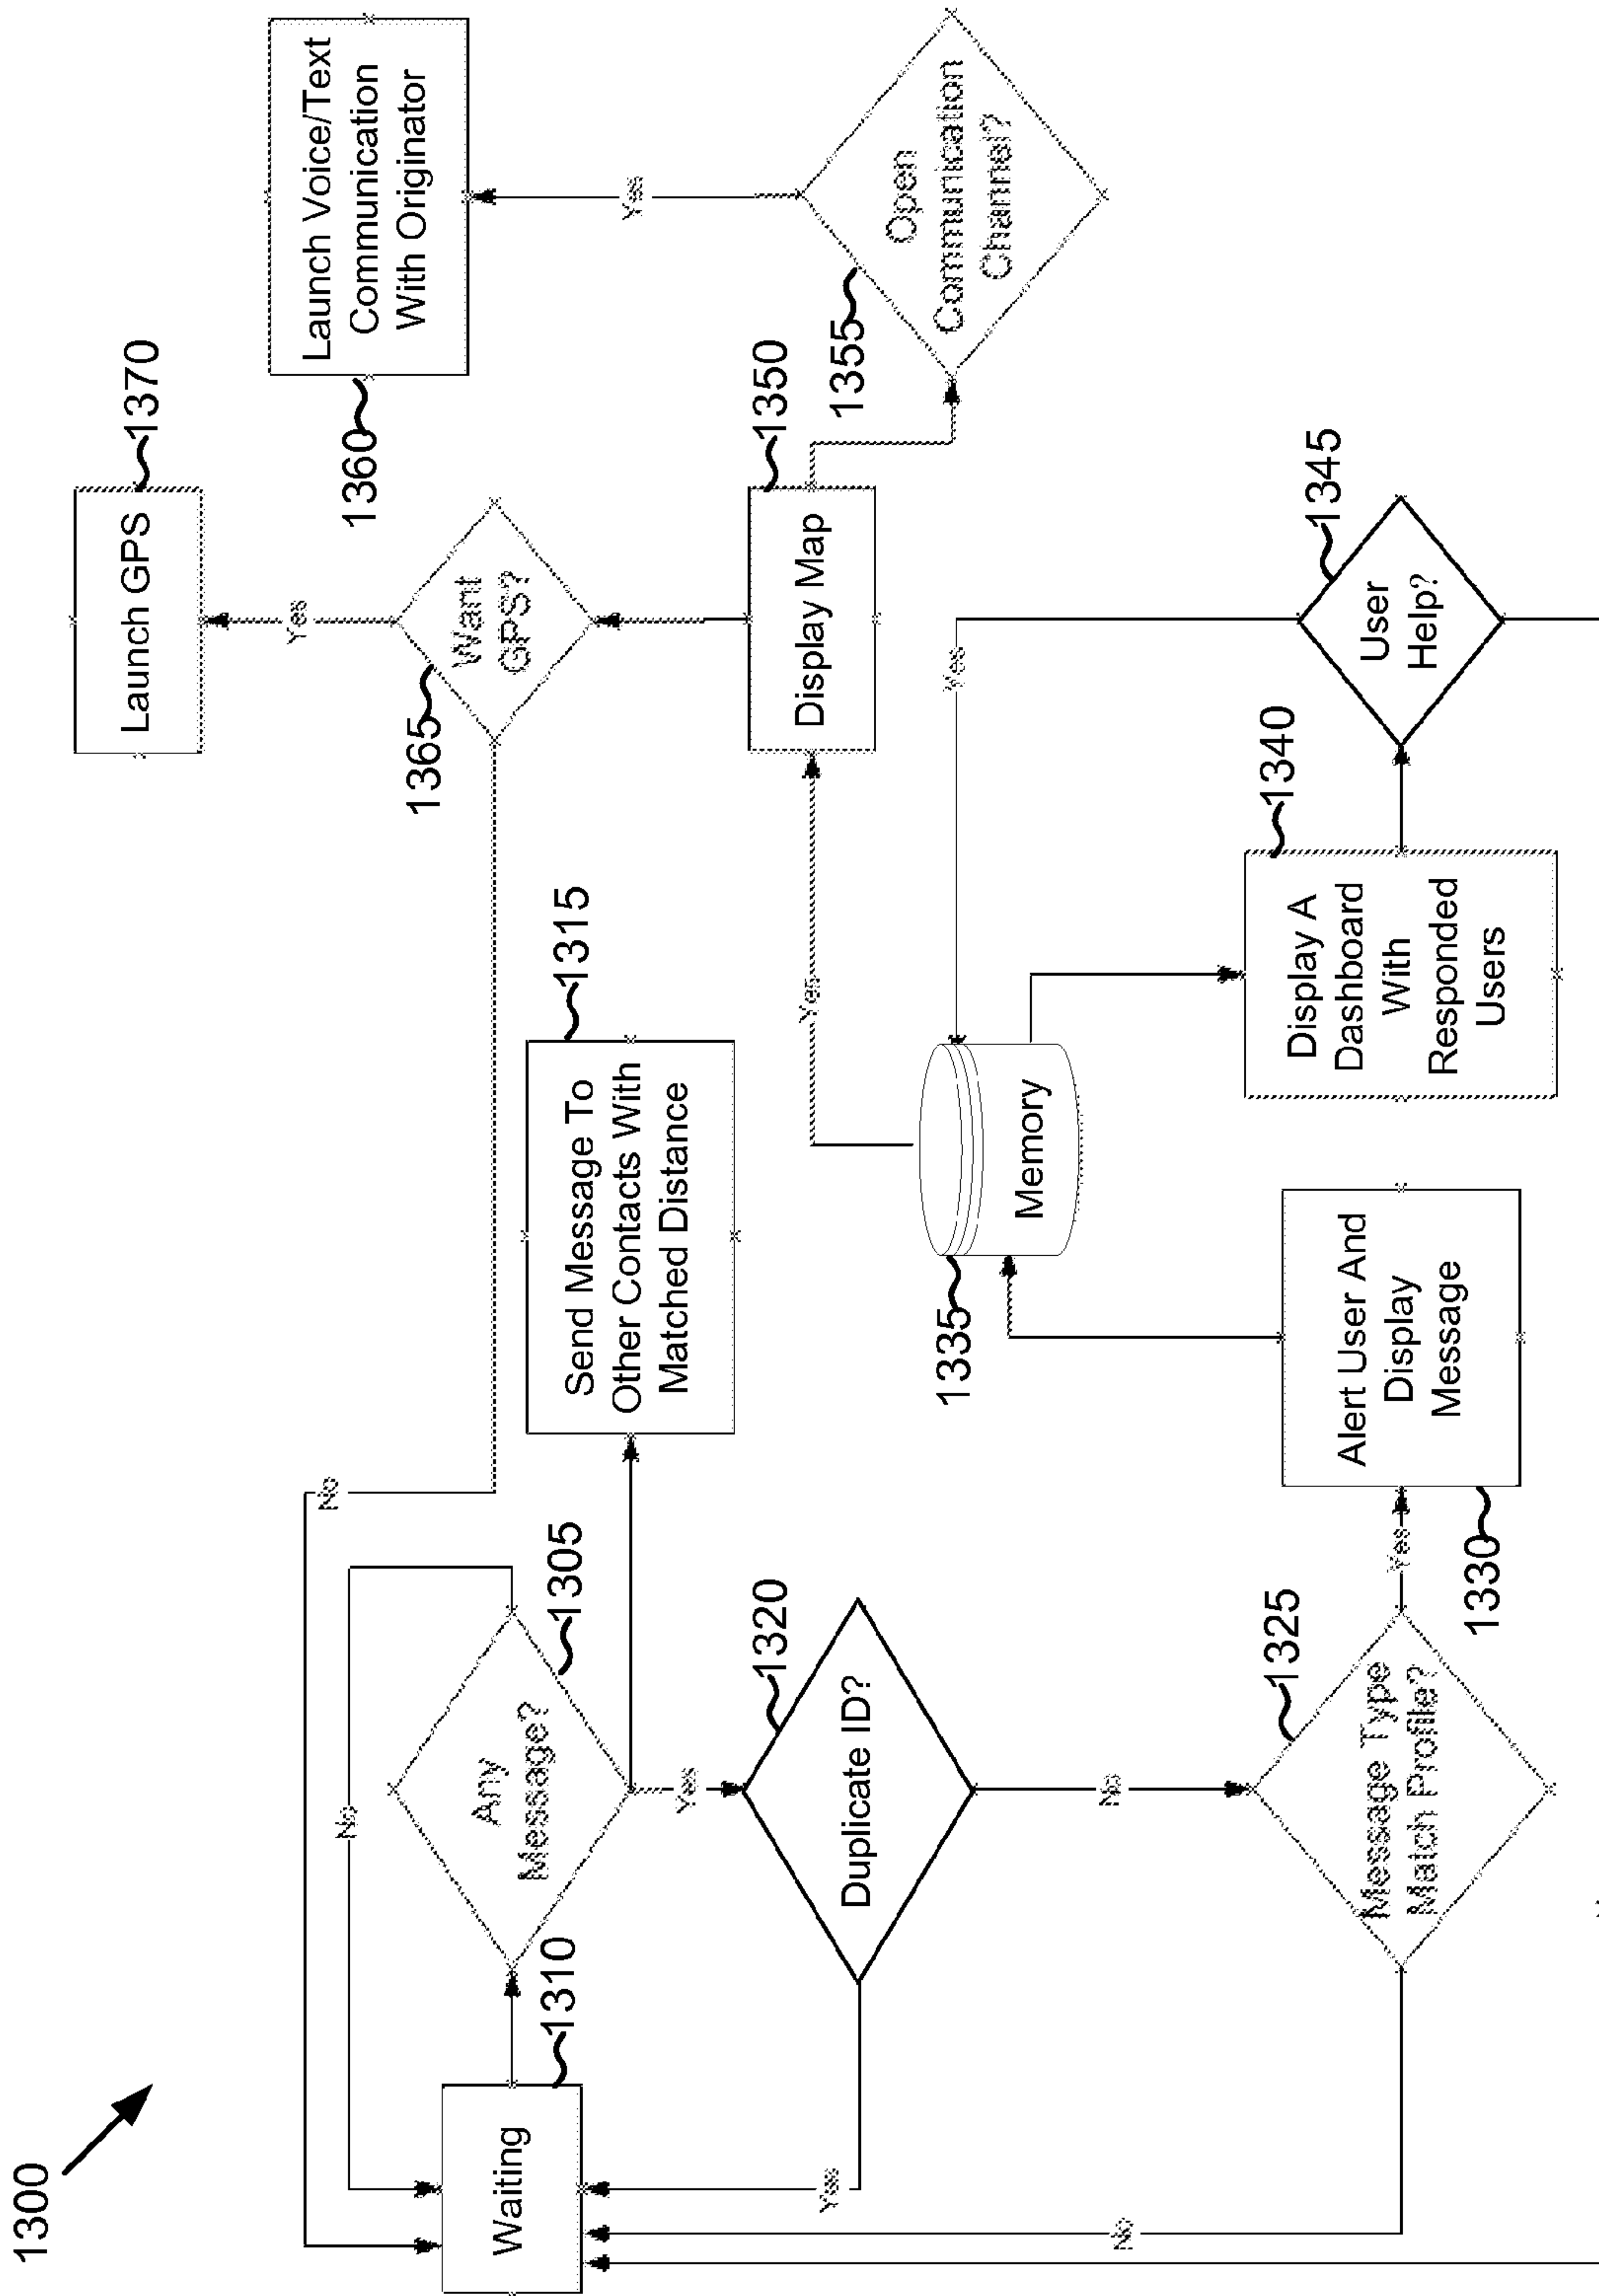 1300
Waiting
1310
No
No
Any
Message?
1305
Yes
Send Message To
Other Contacts With
Matched Distance
1315
Duplicate ID?
1320
Yes
No
Message Type
Match Profile?
1325
No
Yes
Alert User And
Display
Message
1330
Memory
1335
Yes
Yes
Display A
Dashboard
With
Responded
Users
1340
User
Help?
1345
Display Map
1350
Want
GPS?
1365
Yes
Launch GPS
1370
Open
Communication
Channel?
1355
Yes
Launch Voice/Text
Communication
With Originator
1360